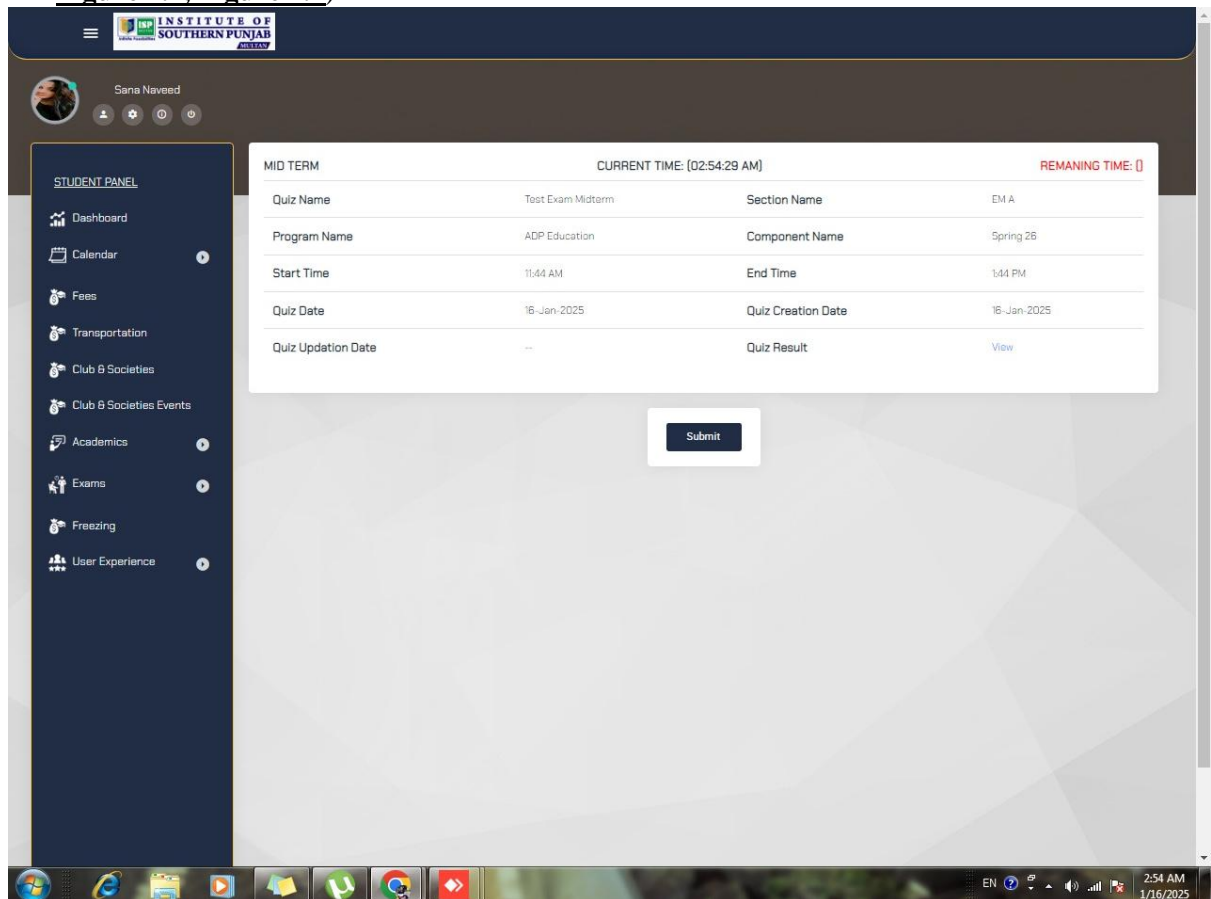 INSTITUTE OF
ISP SOUTHERN PUNJAB
MULTAN
Sana Naveed
STUDENT PANEL
Dashboard
Calendar
Fees
Transportation
Club & Societies
Club & Societies Events
Academics
Exams
Freezing
User Experience
MID TERM CURRENT TIME: (02:54:29 AM) REMANING TIME: ()
Quiz Name Test Exam Midterm Section Name EM A
Program Name ADP Education Component Name Spring 26
Start Time 11:44 AM End Time 1:44 PM
Quiz Date 16-Jan-2025 Quiz Creation Date 16-Jan-2025
Quiz Updation Date -- Quiz Result View
Submit
EN 2:54 AM
1/16/2025